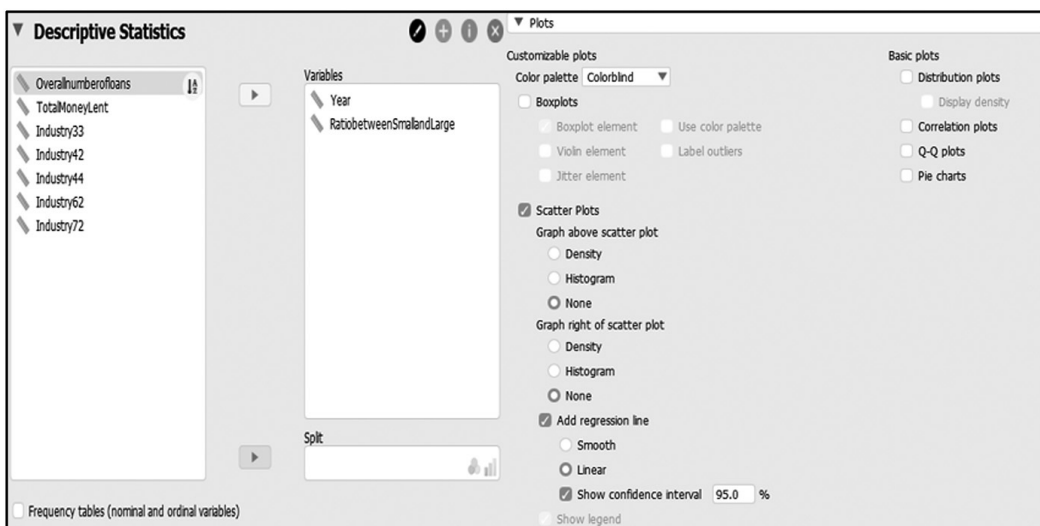 Descriptive Statistics
Overallnumberofloans
TotalMoneyLent
Industry33
Industry42
Industry44
Industry62
Industry72
Frequency tables (nominal and ordinal variables)
Variables
Year
RatiobetweenSmallandLarge
Split
Plots
Customizable plots
Color palette Colorblind
Boxplots
Boxplot element Use color palette
Violin element Label outliers
Jitter element
Scatter Plots
Graph above scatter plot
Density
Histogram
None
Graph right of scatter plot
Density
Histogram
None
Add regression line
Smooth
Linear
Show confidence interval 95.0 %
Show legend
Basic plots
Distribution plots
Display density
Correlation plots
Q-Q plots
Pie charts